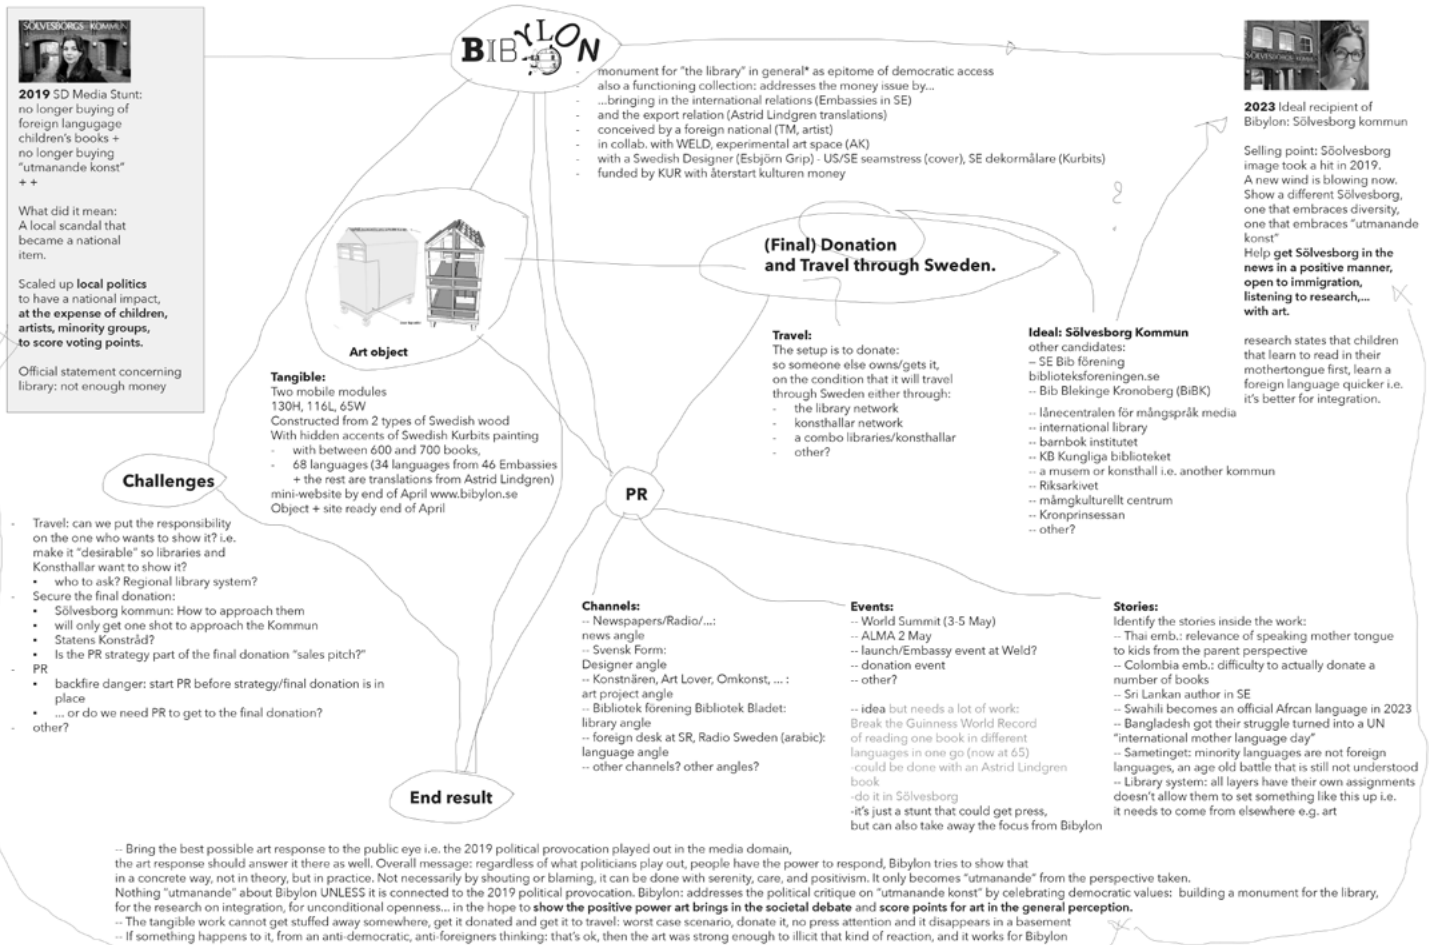 SÖLVESBORGS KOMMUN
2019 SD Media Stunt:
no longer buying of
foreign langugage
children's books +
no longer buying
"utmanande konst"
+ +
What did it mean:
A local scandal that
became a national
item.
Scaled up local politics
to have a national impact,
at the expense of children,
artists, minority groups,
to score voting points.
Official statement concerning
library: not enough money
BIBYLON
- monument for "the library" in general* as epitome of democratic access
- also a functioning collection: addresses the money issue by...
- ...bringing in the international relations (Embassies in SE)
- and the export relation (Astrid Lindgren translations)
- conceived by a foreign national (TM, artist)
- in collab. with WELD, experimental art space (AK)
- with a Swedish Designer (Esbjörn Grip) - US/SE seamstress (cover), SE dekormålare (Kurbits)
- funded by KUR with återstart kulturen money
SÖLVESBORGS KOMMUN
2023 Ideal recipient of
Bibylon: Sölvesborg kommun
Selling point: Söolvesborg
image took a hit in 2019.
A new wind is blowing now.
Show a different Sölvesborg,
one that embraces diversity,
one that embraces "utmanande
konst"
Help get Sölvesborg in the
news in a positive manner,
open to immigration,
listening to research,...
with art.
research states that children
that learn to read in their
mothertongue first, learn a
foreign language quicker i.e.
it's better for integration.
?
Art object
Tangible:
Two mobile modules
130H, 116L, 65W
Constructed from 2 types of Swedish wood
With hidden accents of Swedish Kurbits painting
- with between 600 and 700 books,
- 68 languages (34 languages from 46 Embassies
+ the rest are translations from Astrid Lindgren)
mini-website by end of April www.bibylon.se
Object + site ready end of April
(Final) Donation
and Travel through Sweden.
Travel:
The setup is to donate:
so someone else owns/gets it,
on the condition that it will travel
through Sweden either through:
- the library network
- konsthallar network
- a combo libraries/konsthallar
- other?
Ideal: Sölvesborg Kommun
other candidates:
-- SE Bib förening
biblioteksforeningen.se
-- Bib Blekinge Kronoberg (BiBK)
-- lånecentralen för mångspråk media
-- international library
-- barnbok institutet
-- KB Kungliga biblioteket
-- a musem or konsthall i.e. another kommun
-- Riksarkivet
-- måmgkulturellt centrum
-- Kronprinsessan
-- other?
Challenges
- Travel: can we put the responsibility
on the one who wants to show it? i.e.
make it "desirable" so libraries and
Konsthallar want to show it?
• who to ask? Regional library system?
- Secure the final donation:
• Sölvesborg kommun: How to approach them
• will only get one shot to approach the Kommun
• Statens Konstråd?
• Is the PR strategy part of the final donation "sales pitch?"
- PR
• backfire danger: start PR before strategy/final donation is in
place
• ... or do we need PR to get to the final donation?
- other?
PR
Channels:
-- Newspapers/Radio/...:
news angle
-- Svensk Form:
Designer angle
-- Konstnären, Art Lover, Omkonst, ... :
art project angle
-- Bibliotek förening Bibliotek Bladet:
library angle
-- foreign desk at SR, Radio Sweden (arabic):
language angle
-- other channels? other angles?
Events:
-- World Summit (3-5 May)
-- ALMA 2 May
-- launch/Embassy event at Weld?
-- donation event
-- other?
-- idea but needs a lot of work:
Break the Guinness World Record
of reading one book in different
languages in one go (now at 65)
-could be done with an Astrid Lindgren
book
-do it in Sölvesborg
-it's just a stunt that could get press,
but can also take away the focus from Bibylon
Stories:
Identify the stories inside the work:
-- Thai emb.: relevance of speaking mother tongue
to kids from the parent perspective
-- Colombia emb.: difficulty to actually donate a
number of books
-- Sri Lankan author in SE
-- Swahili becomes an official Afrcan language in 2023
-- Bangladesh got their struggle turned into a UN
"international mother language day"
-- Sametinget: minority languages are not foreign
languages, an age old battle that is still not understood
-- Library system: all layers have their own assignments
doesn't allow them to set something like this up i.e.
it needs to come from elsewhere e.g. art
End result
-- Bring the best possible art response to the public eye i.e. the 2019 political provocation played out in the media domain,
the art response should answer it there as well. Overall message: regardless of what politicians play out, people have the power to respond, Bibylon tries to show that
in a concrete way, not in theory, but in practice. Not necessarily by shouting or blaming, it can be done with serenity, care, and positivism. It only becomes "utmanande" from the perspective taken.
Nothing "utmanande" about Bibylon UNLESS it is connected to the 2019 political provocation. Bibylon: addresses the political critique on "utmanande konst" by celebrating democratic values: building a monument for the library,
for the research on integration, for unconditional openness... in the hope to show the positive power art brings in the societal debate and score points for art in the general perception.
-- The tangible work cannot get stuffed away somewhere, get it donated and get it to travel: worst case scenario, donate it, no press attention and it disappears in a basement
-- If something happens to it, from an anti-democratic, anti-foreigners thinking: that's ok, then the art was strong enough to illicit that kind of reaction, and it works for Bibylon